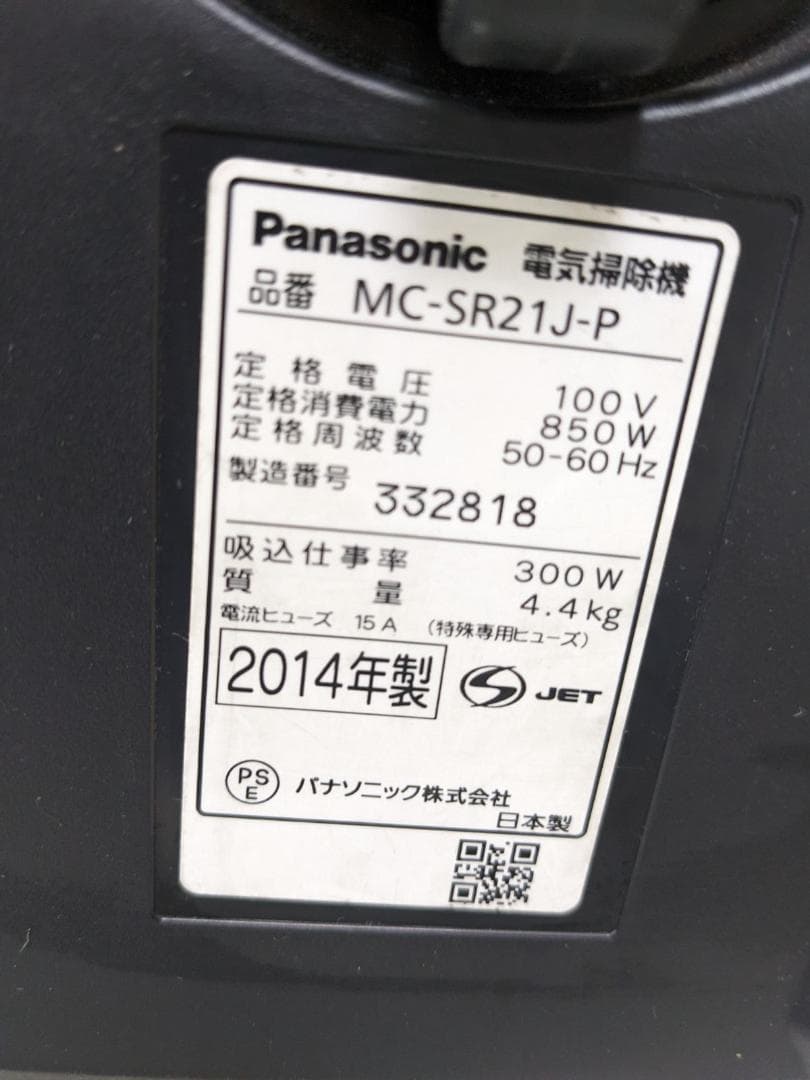 Panasonic 電気掃除機
品番 MC-SR21J-P
定格電圧 100V
定格消費電力 850W
定格周波数 50-60Hz
製造番号 332818
吸込仕事率 300W
質量 4.4kg
電流ヒューズ 15A (特殊専用ヒューズ)
2014年製 S JET
PSE パナソニック株式会社
日本製